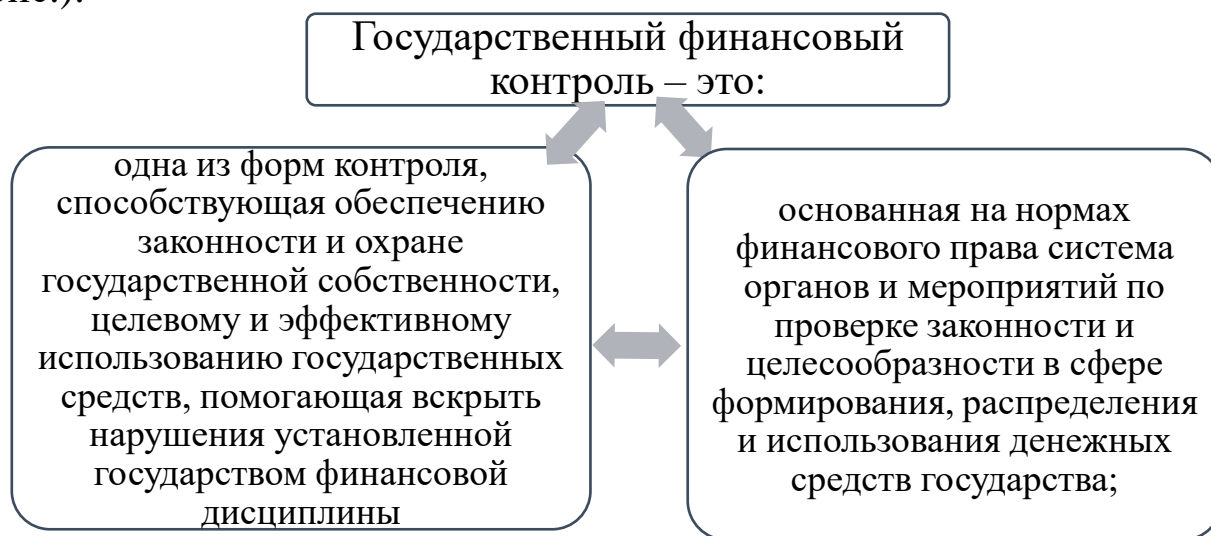 Государственный финансовый
контроль – это:
одна из форм контроля,
способствующая обеспечению
законности и охране
государственной собственности,
целевому и эффективному
использованию государственных
средств, помогающая вскрыть
нарушения установленной
государством финансовой
дисциплины
основанная на нормах
финансового права система
органов и мероприятий по
проверке законности и
целесообразности в сфере
формирования, распределения
и использования денежных
средств государства;